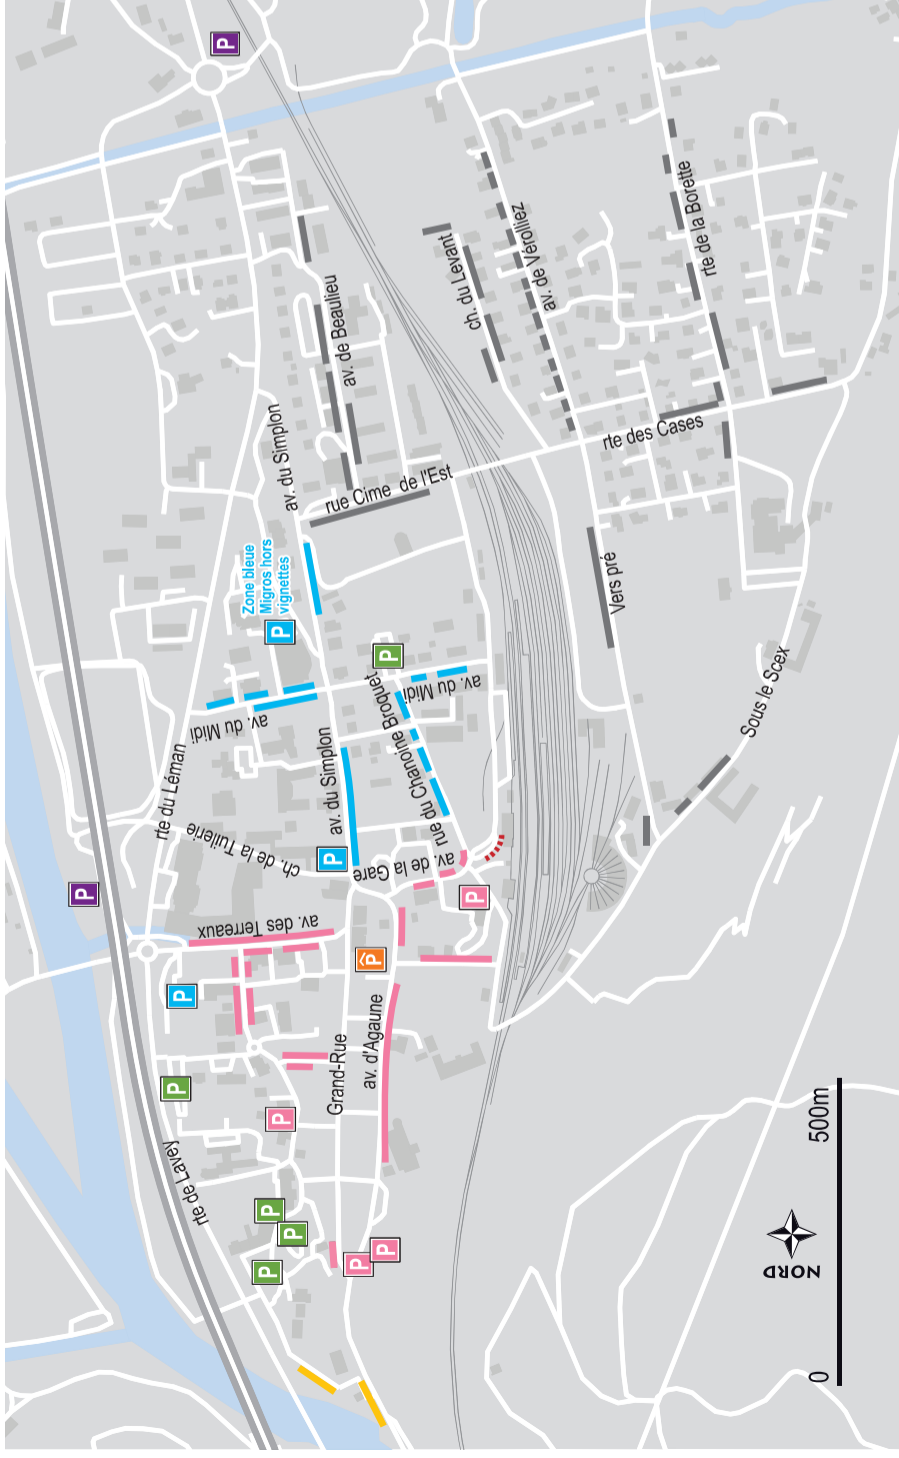 P
rte de la Borette
av. de Vérolliez
ch. du Levant
av. de Beaulieu
av. du Simplon
rte des Cases
rue Cime de l'Est
Zone bleue
Migros hors
vignettes
P
Vers pré
P
av. du Midi
av. du Midi
rue du Chanoine Broquet
Sous le Scex
rte du Léman
av. du Simplon
ch. de la Tuilerie
P
av. de la Gare
P
P
av. des Terreaux
P
P
av. d'Agaune
Grand-Rue
P
P
rte de Lavey
P
P
P
P
P
NORD
0
500m